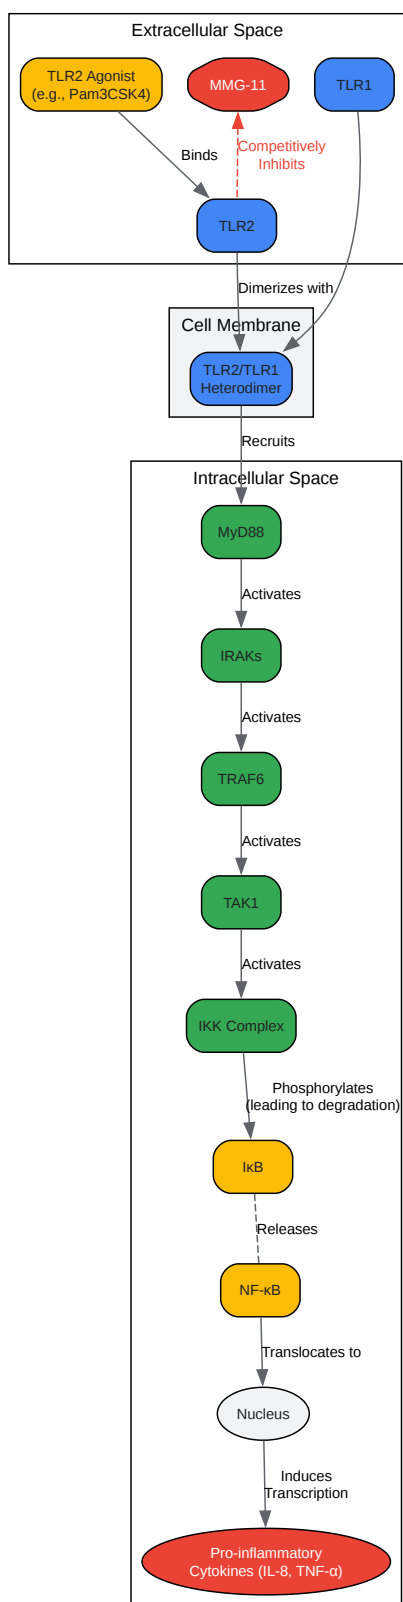 Extracellular Space
TLR2 Agonist
(e.g., Pam3CSK4)
MMG-11
TLR1
Binds
Competitively
Inhibits
TLR2
Dimerizes with
Cell Membrane
TLR2/TLR1
Heterodimer
Recruits
Intracellular Space
MyD88
Activates
IRAKs
Activates
TRAF6
Activates
TAK1
Activates
IKK Complex
Phosphorylates
(leading to degradation)
IκB
Releases
NF-κB
Translocates to
Nucleus
Induces
Transcription
Pro-inflammatory
Cytokines (IL-8, TNF-α)